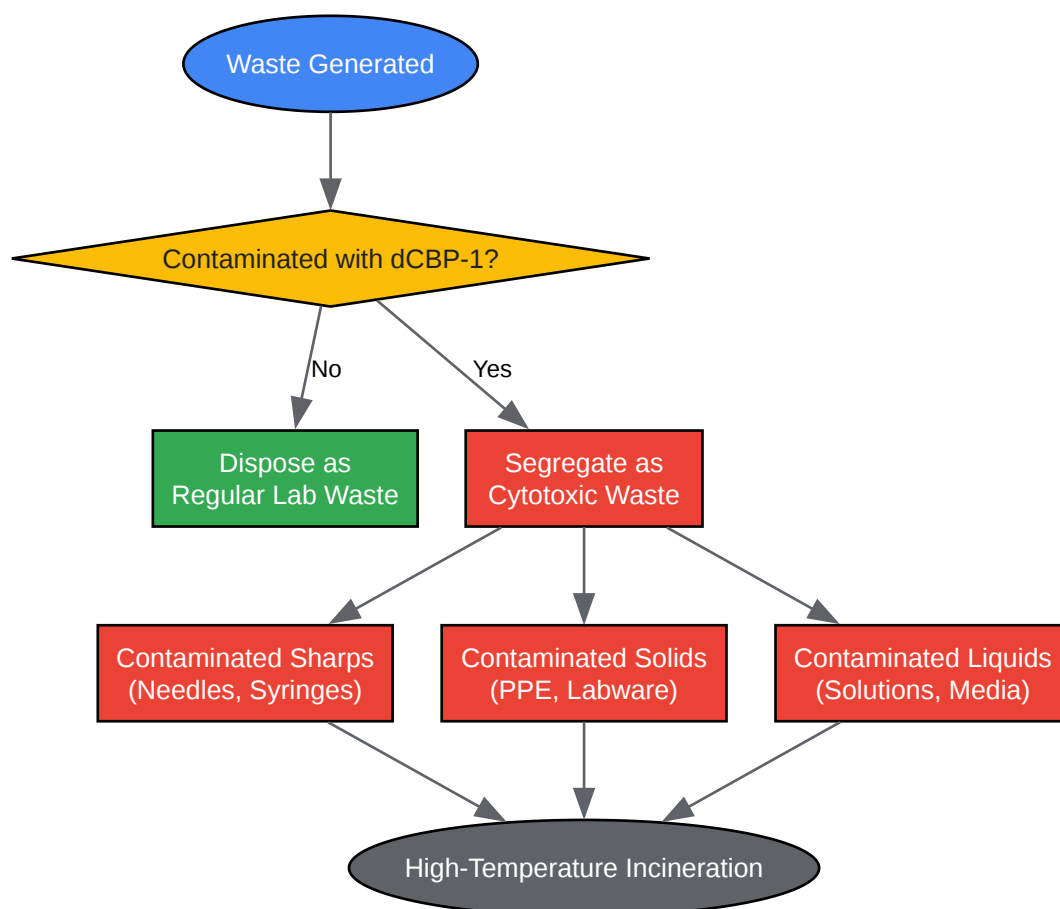 Waste Generated
Contaminated with dCBP-1?
No
Yes
Dispose as
Regular Lab Waste
Segregate as
Cytotoxic Waste
Contaminated Sharps
(Needles, Syringes)
Contaminated Solids
(PPE, Labware)
Contaminated Liquids
(Solutions, Media)
High-Temperature Incineration